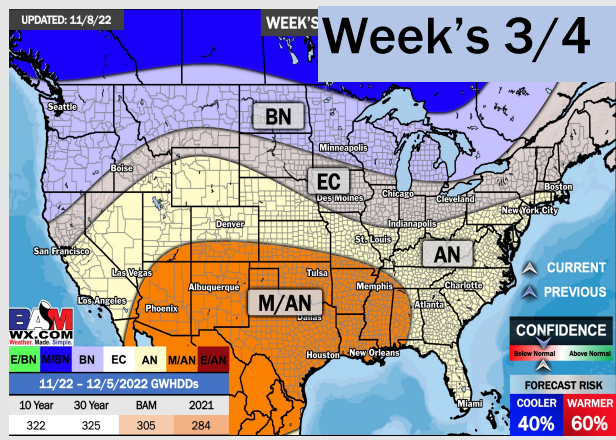 UPDATED: 11/8/22
WEEK'S
Week's 3/4
Seattle
BN
Minneapolis
Boise
EC
Des Moines
Chicago
Cleveland
Boston
New York City
Indianapolis
Denver
St. Louis
San Francisco
AN
Las Vegas
CURRENT
Tulsa
Albuquerque
Memphis
Charlotte
PREVIOUS
Los Angeles
Phoenix
M/AN
Atlanta
Dallas
BAM
WX.COM
Weather. Made. Simple.
CONFIDENCE
Below Normal Above Normal
Houston
New Orleans
E/BN M/BN BN EC AN M/AN E/AN
11/22 – 12/5/2022 GWHDDs
FORECAST RISK
10 Year 30 Year BAM 2021
COOLER WARMER
Miami
322 325 305 284
40% 60%